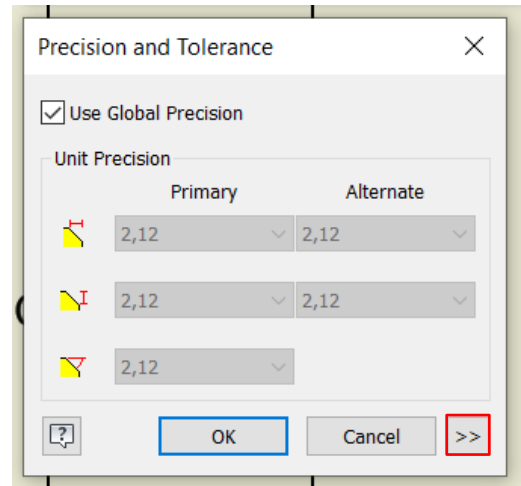 Precision and Tolerance
Use Global Precision
Unit Precision
Primary Alternate
2,12 2,12
2,12 2,12
2,12
? OK Cancel >>